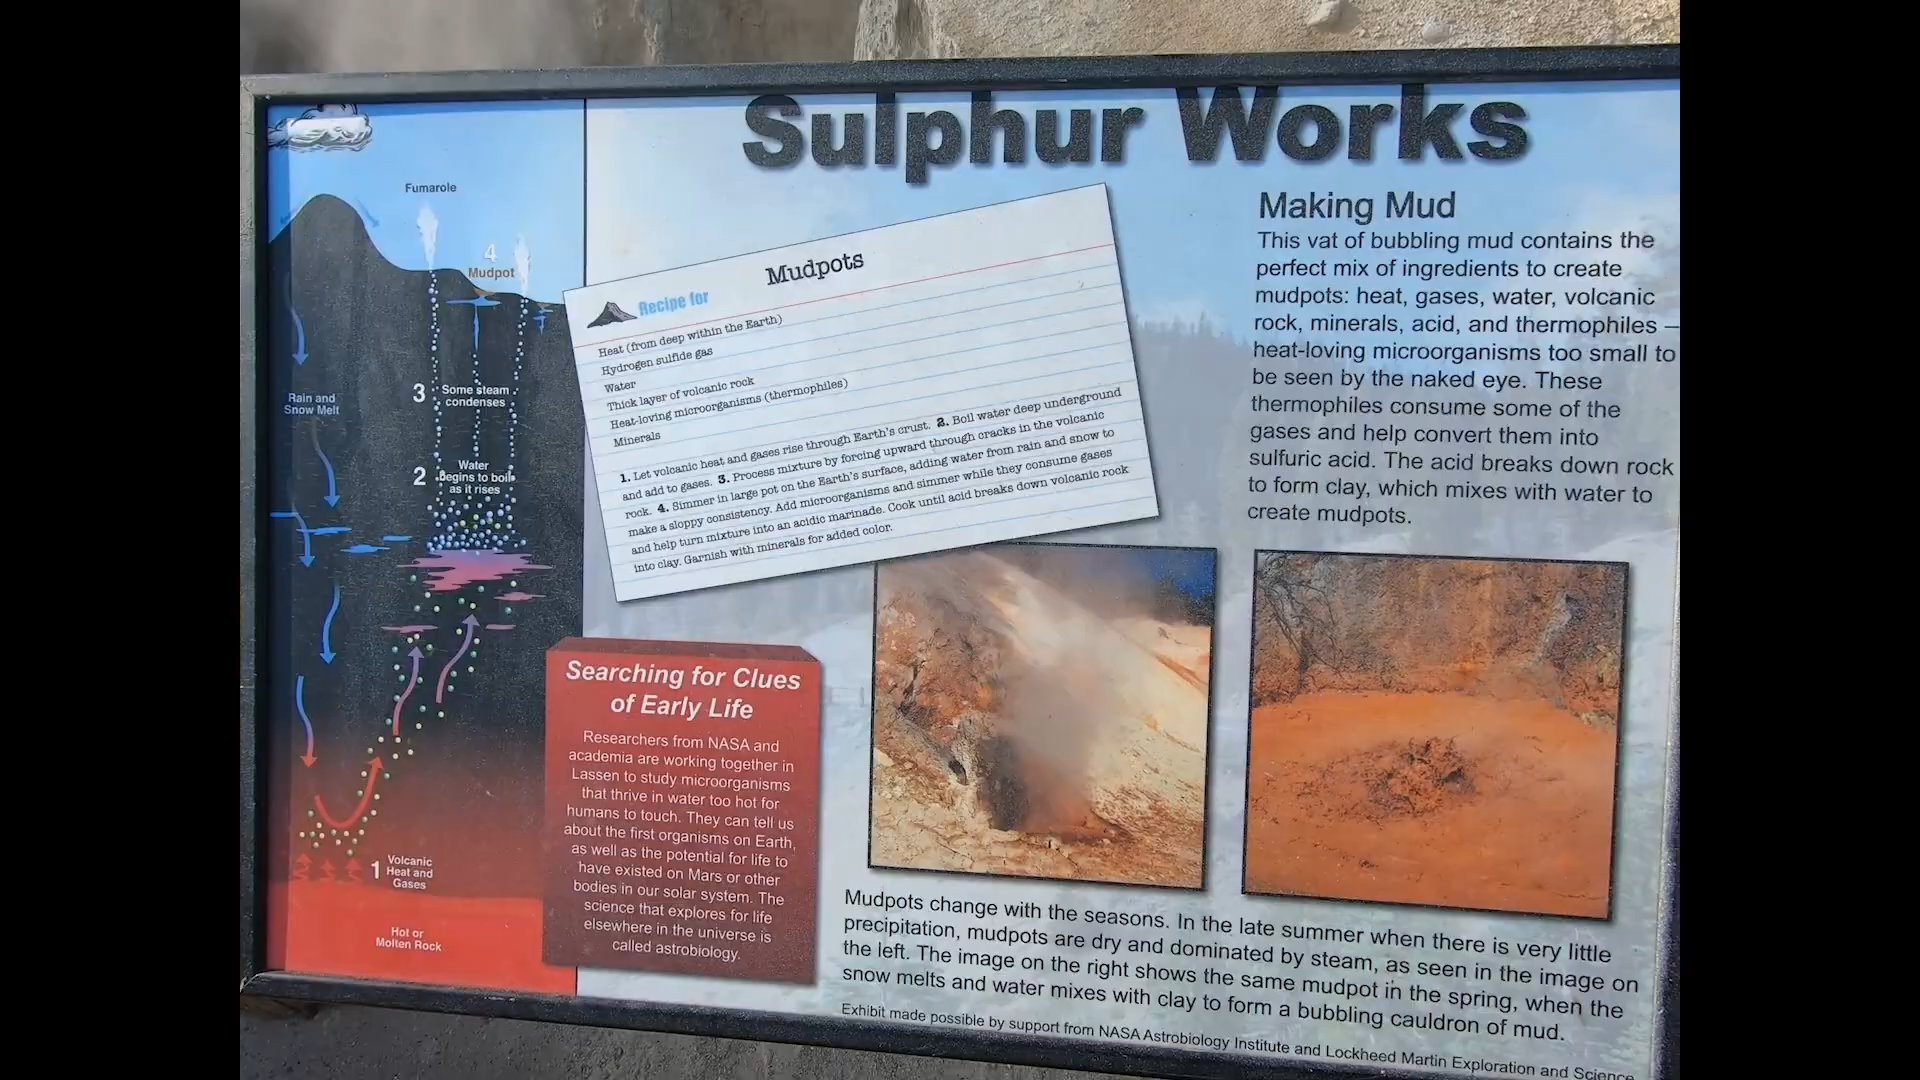 Sulphur Works
Fumarole
4
Mudpot
Rain and
Snow Melt
3
Some steam
condenses
2
Water
begins to boil
as it rises
1
Volcanic
Heat and
Gases
Hot or
Molten Rock
Recipe for
Mudpots
Heat (from deep within the Earth)
Hydrogen sulfide gas
Water
Thick layer of volcanic rock
Heat-loving microorganisms (thermophiles)
Minerals
1. Let volcanic heat and gases rise through Earth's crust. 2. Boil water deep underground
and add to gases. 3. Process mixture by forcing upward through cracks in the volcanic
rock. 4. Simmer in large pot on the Earth's surface, adding water from rain and snow to
make a sloppy consistency. Add microorganisms and simmer while they consume gases
and help turn mixture into an acidic marinade. Cook until acid breaks down volcanic rock
into clay. Garnish with minerals for added color.
Making Mud
This vat of bubbling mud contains the
perfect mix of ingredients to create
mudpots: heat, gases, water, volcanic
rock, minerals, acid, and thermophiles –
heat-loving microorganisms too small to
be seen by the naked eye. These
thermophiles consume some of the
gases and help convert them into
sulfuric acid. The acid breaks down rock
to form clay, which mixes with water to
create mudpots.
Searching for Clues
of Early Life
Researchers from NASA and
academia are working together in
Lassen to study microorganisms
that thrive in water too hot for
humans to touch. They can tell us
about the first organisms on Earth,
as well as the potential for life to
have existed on Mars or other
bodies in our solar system. The
science that explores for life
elsewhere in the universe is
called astrobiology.
Mudpots change with the seasons. In the late summer when there is very little
precipitation, mudpots are dry and dominated by steam, as seen in the image on
the left. The image on the right shows the same mudpot in the spring, when the
snow melts and water mixes with clay to form a bubbling cauldron of mud.
Exhibit made possible by support from NASA Astrobiology Institute and Lockheed Martin Exploration and Science